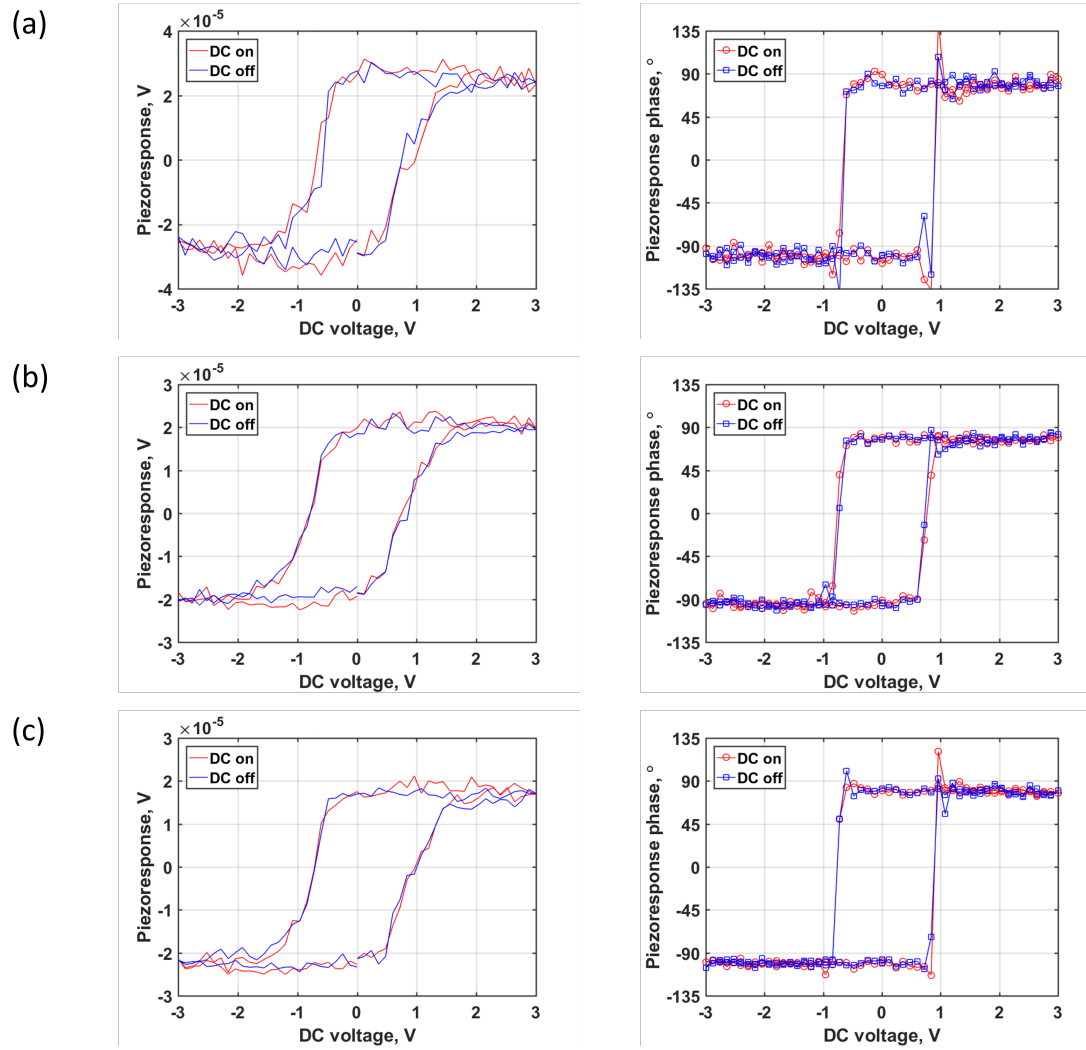 (a)
×10⁻⁵
4
2
0
-2
-4
Piezoresponse, V
DC on
DC off
-3 -2 -1 0 1 2 3
DC voltage, V
135
90
45
0
-45
-90
-135
Piezoresponse phase, °
DC on
DC off
-3 -2 -1 0 1 2 3
DC voltage, V
(b)
×10⁻⁵
3
2
1
0
-1
-2
-3
Piezoresponse, V
DC on
DC off
-3 -2 -1 0 1 2 3
DC voltage, V
135
90
45
0
-45
-90
-135
Piezoresponse phase, °
DC on
DC off
-3 -2 -1 0 1 2 3
DC voltage, V
(c)
×10⁻⁵
3
2
1
0
-1
-2
-3
Piezoresponse, V
DC on
DC off
-3 -2 -1 0 1 2 3
DC voltage, V
135
90
45
0
-45
-90
-135
Piezoresponse phase, °
DC on
DC off
-3 -2 -1 0 1 2 3
DC voltage, V